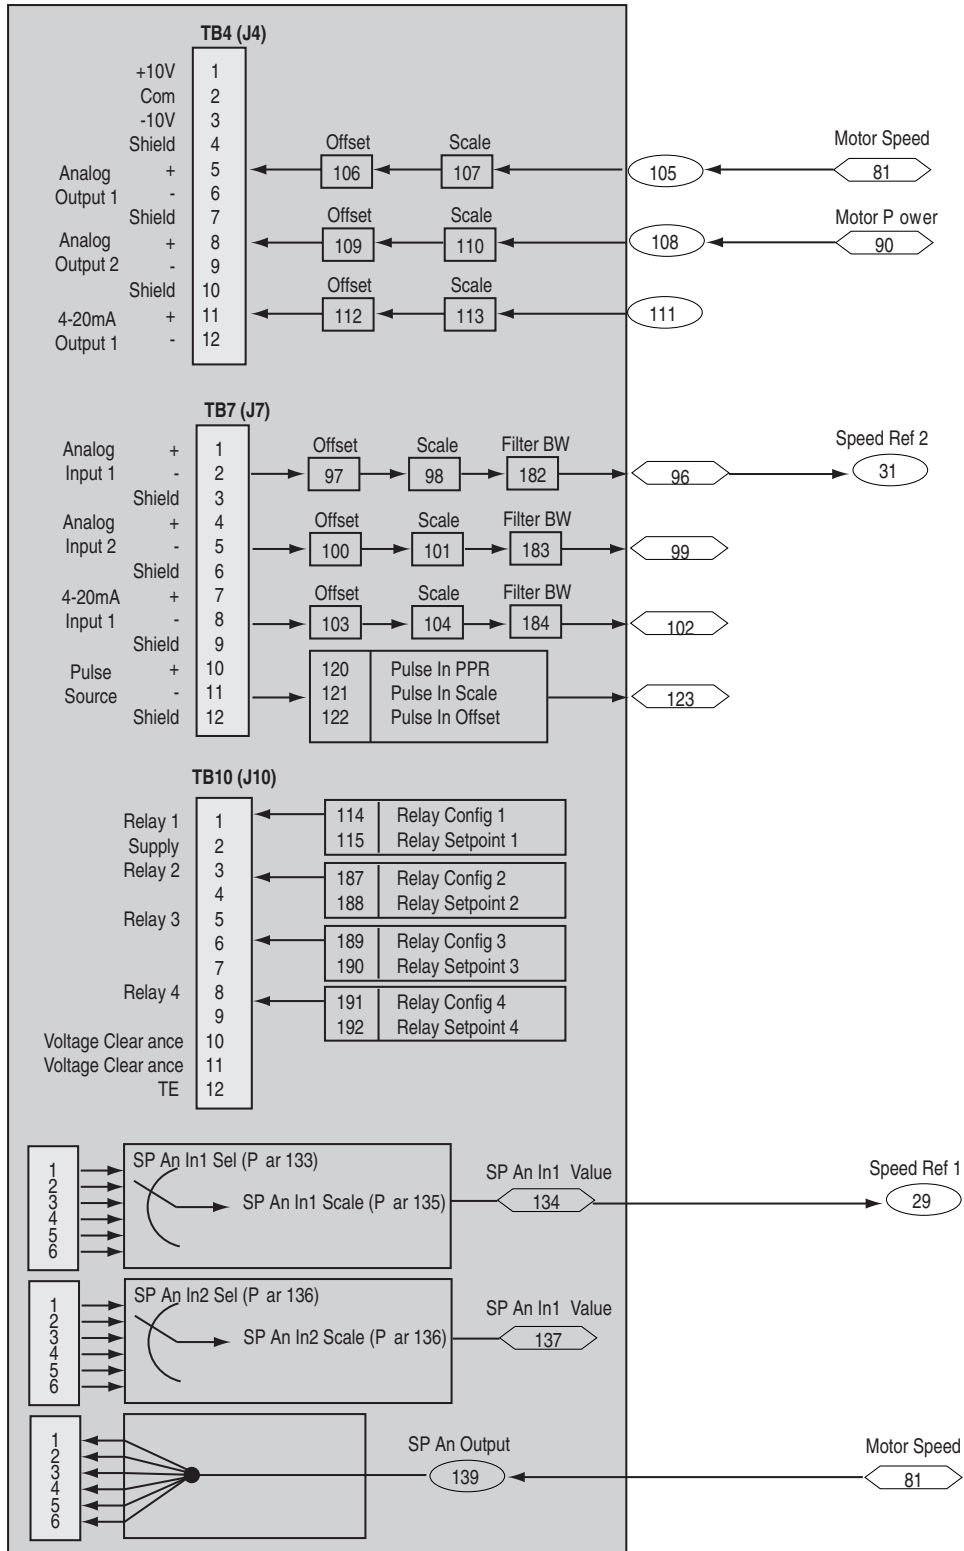 TB4 (J4)
+10V 1
Com 2
-10V 3
Shield 4
Offset Scale Motor Speed
Analog Output 1
+ 5 106 107 105 81
- 6
Shield 7
Offset Scale Motor P ower
Analog Output 2
+ 8 109 110 108 90
- 9
Shield 10
Offset Scale
4-20mA Output 1
+ 11 112 113 111
- 12
TB7 (J7)
Analog Input 1
+ 1
Offset Scale Filter BW Speed Ref 2
- 2 97 98 182 96 31
Shield 3
Analog Input 2
+ 4
Offset Scale Filter BW
- 5 100 101 183 99
Shield 6
4-20mA Input 1
+ 7
Offset Scale Filter BW
- 8 103 104 184 102
Shield 9
Pulse Source
+ 10 120 Pulse In PPR
- 11 121 Pulse In Scale 123
Shield 12 122 Pulse In Offset
TB10 (J10)
Relay 1 1 114 Relay Config 1
Supply 2 115 Relay Setpoint 1
Relay 2 3 187 Relay Config 2
4 188 Relay Setpoint 2
Relay 3 5
6 189 Relay Config 3
7 190 Relay Setpoint 3
Relay 4 8 191 Relay Config 4
9 192 Relay Setpoint 4
Voltage Clear ance 10
Voltage Clear ance 11
TE 12
1
2
3
4
5
6
SP An In1 Sel (P ar 133)
SP An In1 Scale (P ar 135)
SP An In1 Value
134
Speed Ref 1
29
1
2
3
4
5
6
SP An In2 Sel (P ar 136)
SP An In2 Scale (P ar 136)
SP An In1 Value
137
1
2
3
4
5
6
SP An Output
139
Motor Speed
81